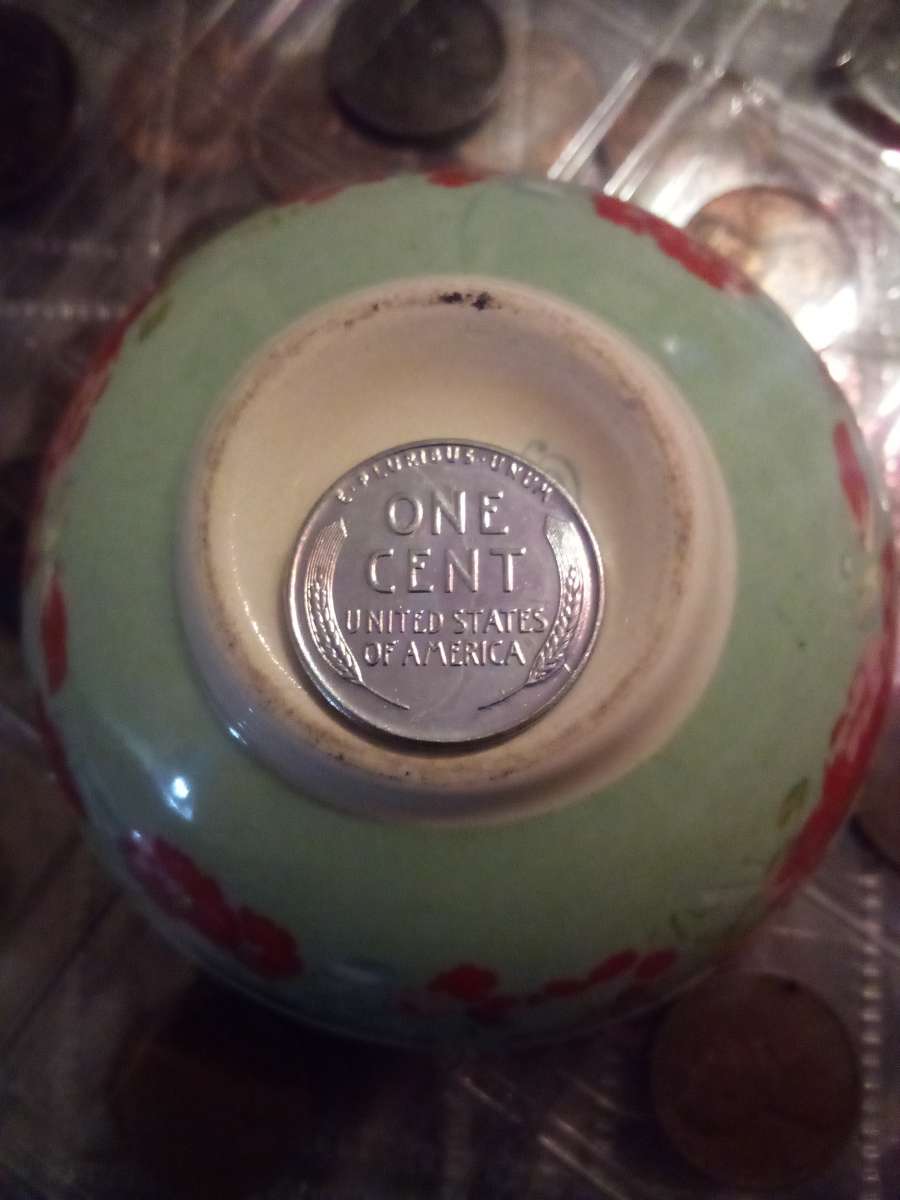 E·PLURIBUS·UNUM
ONE
CENT
UNITED STATES
OF AMERICA